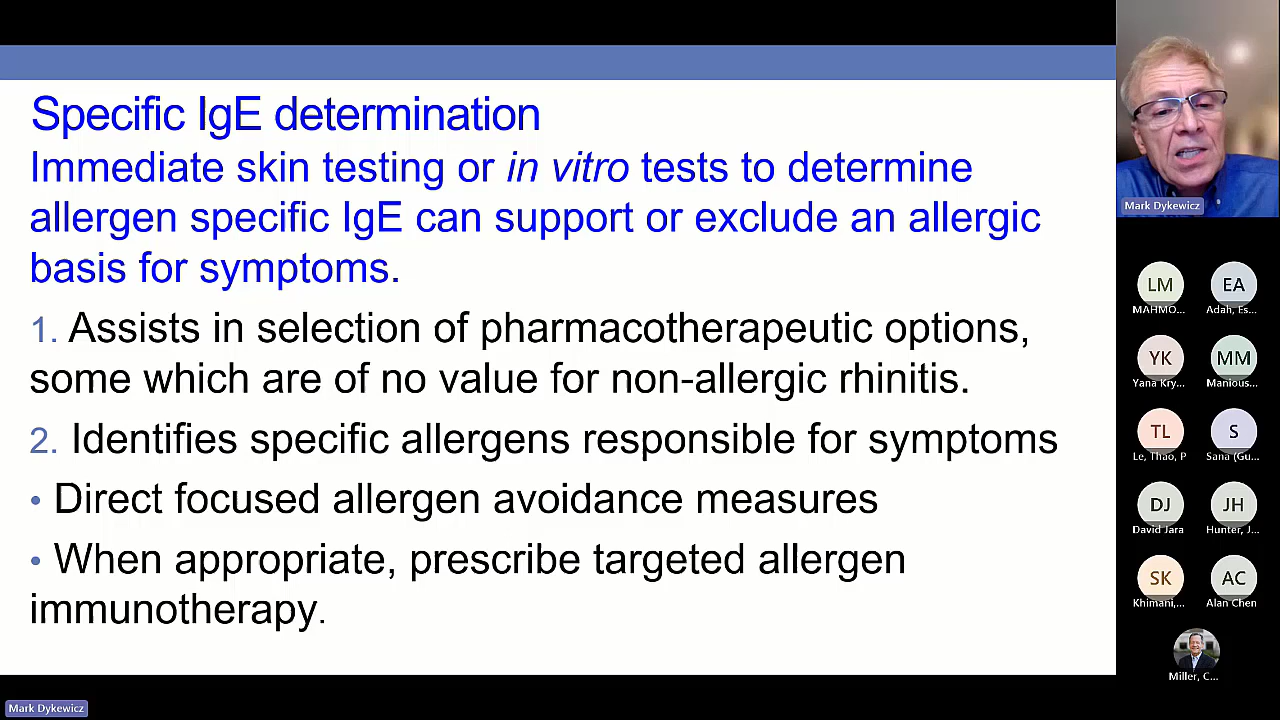 Specific IgE determination
Immediate skin testing or in vitro tests to determine
allergen specific IgE can support or exclude an allergic
basis for symptoms.
1. Assists in selection of pharmacotherapeutic options,
some which are of no value for non-allergic rhinitis.
2. Identifies specific allergens responsible for symptoms
• Direct focused allergen avoidance measures
• When appropriate, prescribe targeted allergen
immunotherapy.
Mark Dykewicz
Mark Dykewicz
LM
EA
MAHMO...
Adah, Es...
YK
MM
Yana Kry...
Manious...
TL
S
Le, Thao, P
Sana (Gu...
DJ
JH
David Jara
Hunter, J...
SK
AC
Khimani,...
Alan Chen
Miller, C...